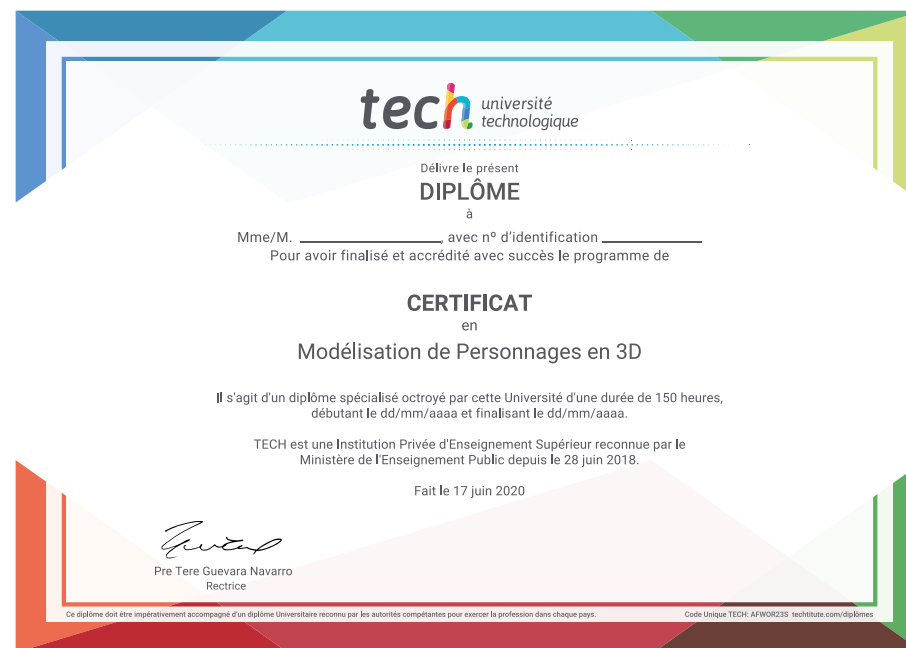 tech université
technologique
Délivre le présent
DIPLÔME
à
Mme/M. ____________________, avec nº d'identification ______________
Pour avoir finalisé et accrédité avec succès le programme de
CERTIFICAT
en
Modélisation de Personnages en 3D
Il s'agit d'un diplôme spécialisé octroyé par cette Université d'une durée de 150 heures,
débutant le dd/mm/aaaa et finalisant le dd/mm/aaaa.
TECH est une Institution Privée d'Enseignement Supérieur reconnue par le
Ministère de l'Enseignement Public depuis le 28 juin 2018.
Fait le 17 juin 2020
Pre Tere Guevara Navarro
Rectrice
Ce diplôme doit être impérativement accompagné d'un diplôme Universitaire reconnu par les autorités compétantes pour exercer la profession dans chaque pays.
Code Unique TECH: AFWOR23S techtitute.com/diplômes